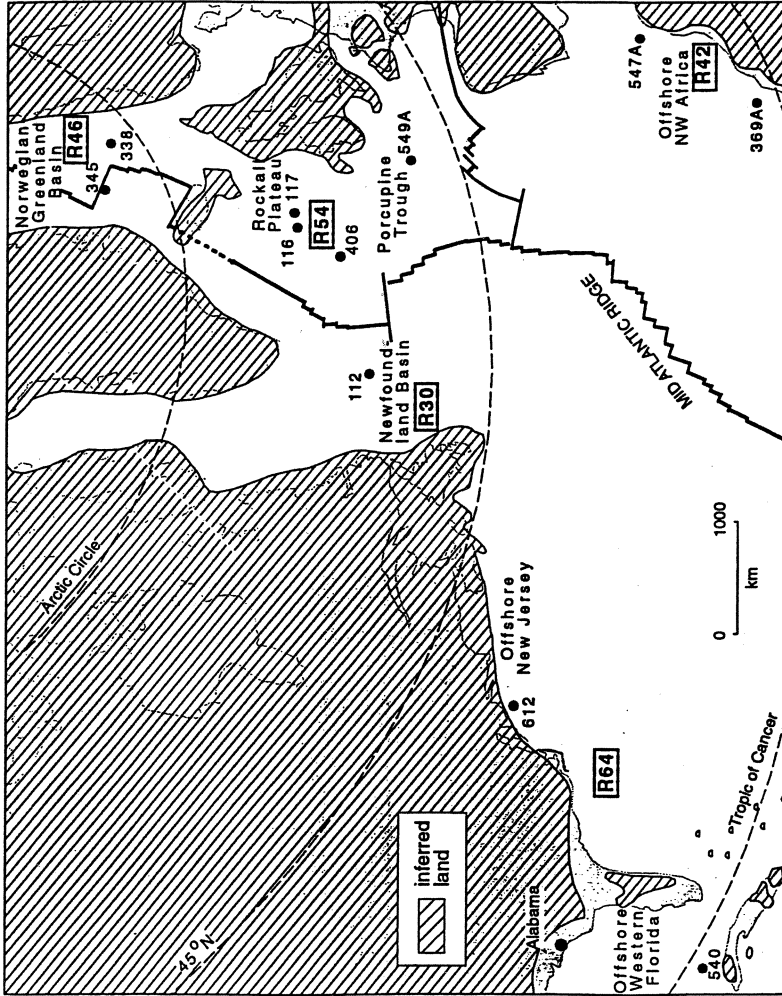 Norwegian
Greenland
Basin
R46
345
338
Rockall
Plateau
116
117
R54
406
Porcupine
Trough
549A
547A
Offshore
NW Africa
R42
369A
112
Newfound-
land Basin
R30
MID ATLANTIC RIDGE
Arctic Circle
45°N
Offshore
New Jersey
612
R64
0
1000
km
inferred
land
Alabama
Offshore
Western
Florida
540
Tropic of Cancer